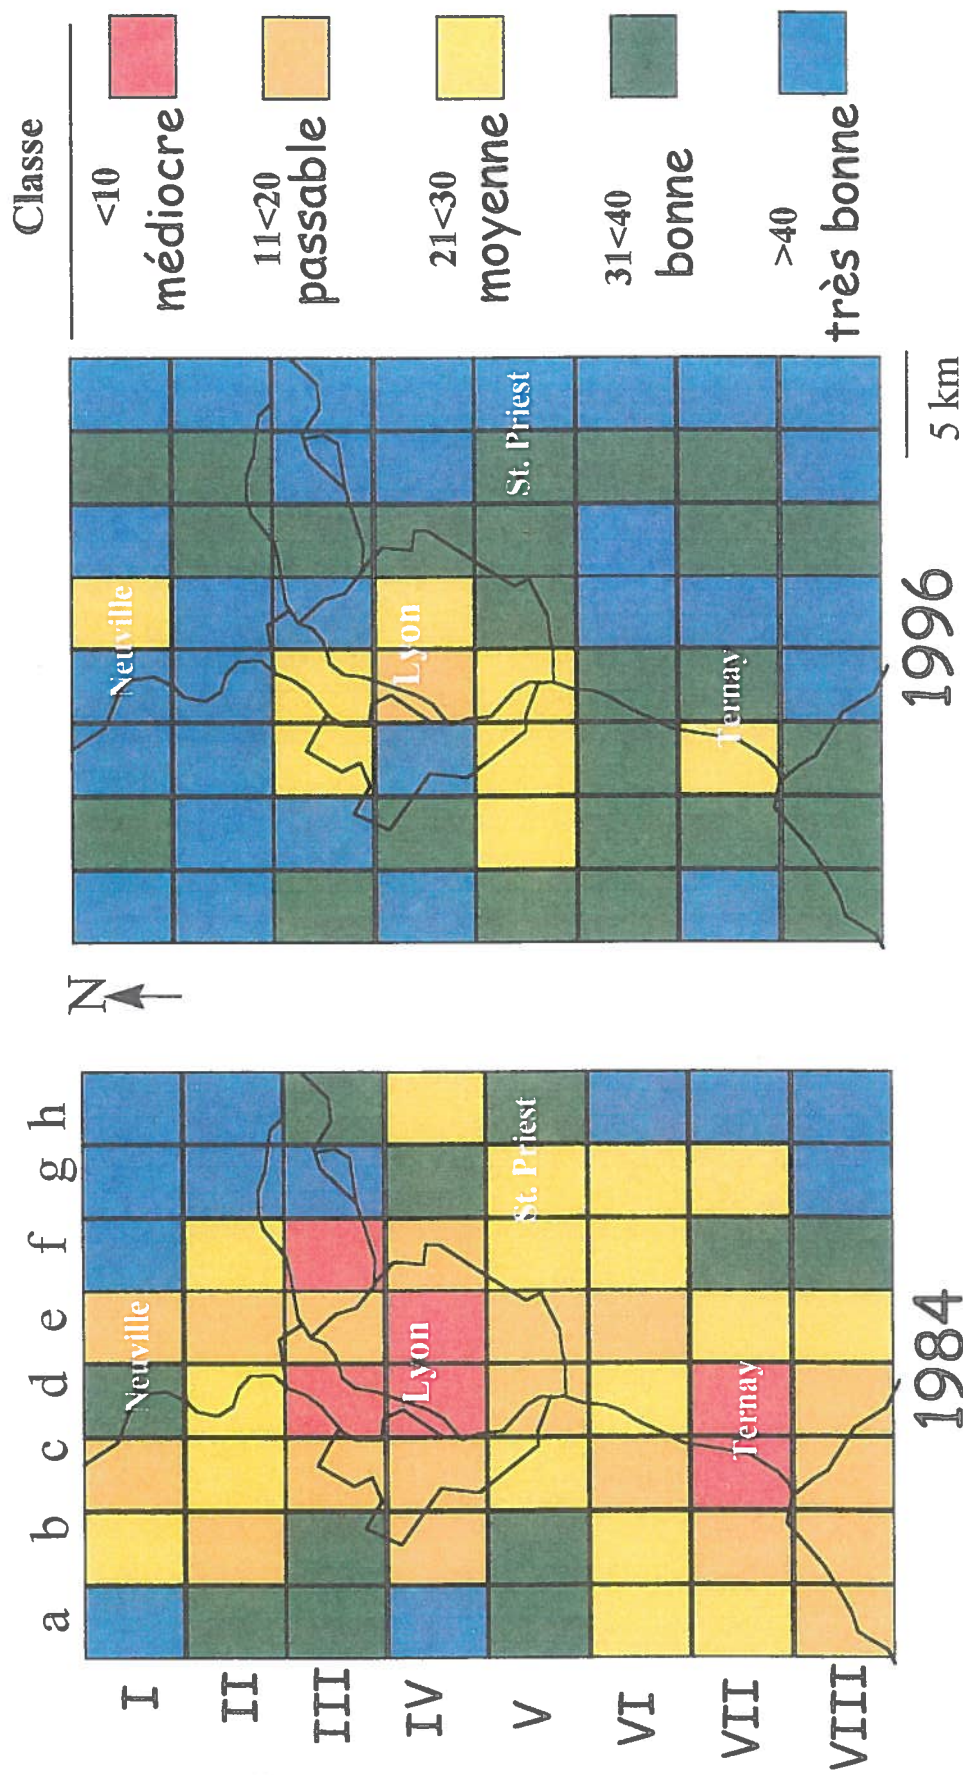 a b c d e f g h
I
II
III
IV
V
VI
VII
VIII
Neuville
Lyon
St. Priest
Ternay
1984
N
Neuville
Lyon
St. Priest
Ternay
1996
5 km
Classe
<10
médiocre
11<20
passable
21<30
moyenne
31<40
bonne
>40
très bonne